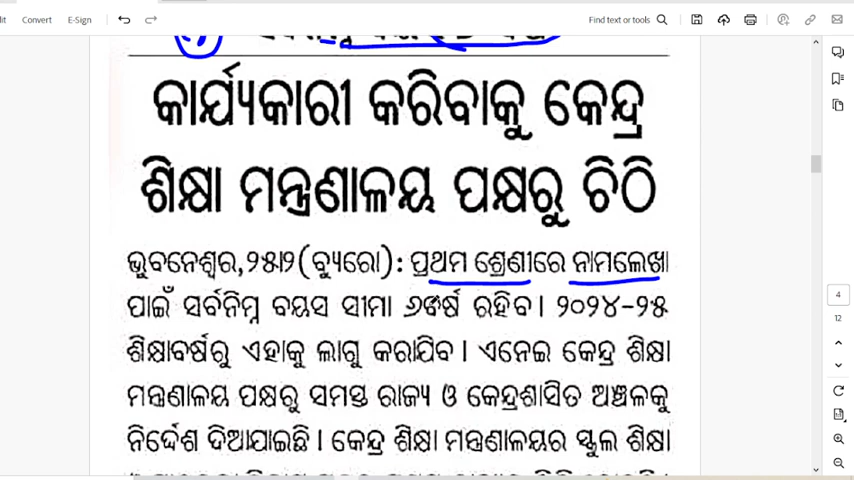 Convert
E-Sign
Find text or tools
କାର୍ଯ୍ୟକାରୀ କରିବାକୁ କେନ୍ଦ୍ର
ଶିକ୍ଷା ମନ୍ତ୍ରଣାଳୟ ପକ୍ଷରୁ ଚିଠି
ଭୁବନେଶ୍ୱର,୨୫।୨(ବ୍ୟୁରୋ): ପ୍ରଥମ ଶ୍ରେଣୀରେ ନାମଲେଖା
ପାଇଁ ସର୍ବନିମ୍ନ ବୟସ ସୀମା ୬ବର୍ଷ ରହିବ। ୨୦୨୪-୨୫
ଶିକ୍ଷାବର୍ଷରୁ ଏହାକୁ ଲାଗୁ କରାଯିବ। ଏନେଇ କେନ୍ଦ୍ର ଶିକ୍ଷା
ମନ୍ତ୍ରଣାଳୟ ପକ୍ଷରୁ ସମସ୍ତ ରାଜ୍ୟ ଓ କେନ୍ଦ୍ରଶାସିତ ଅଞ୍ଚଳକୁ
ନିର୍ଦ୍ଦେଶ ଦିଆଯାଇଛି। କେନ୍ଦ୍ର ଶିକ୍ଷା ମନ୍ତ୍ରଣାଳୟର ସ୍କୁଲ ଶିକ୍ଷା
4
12